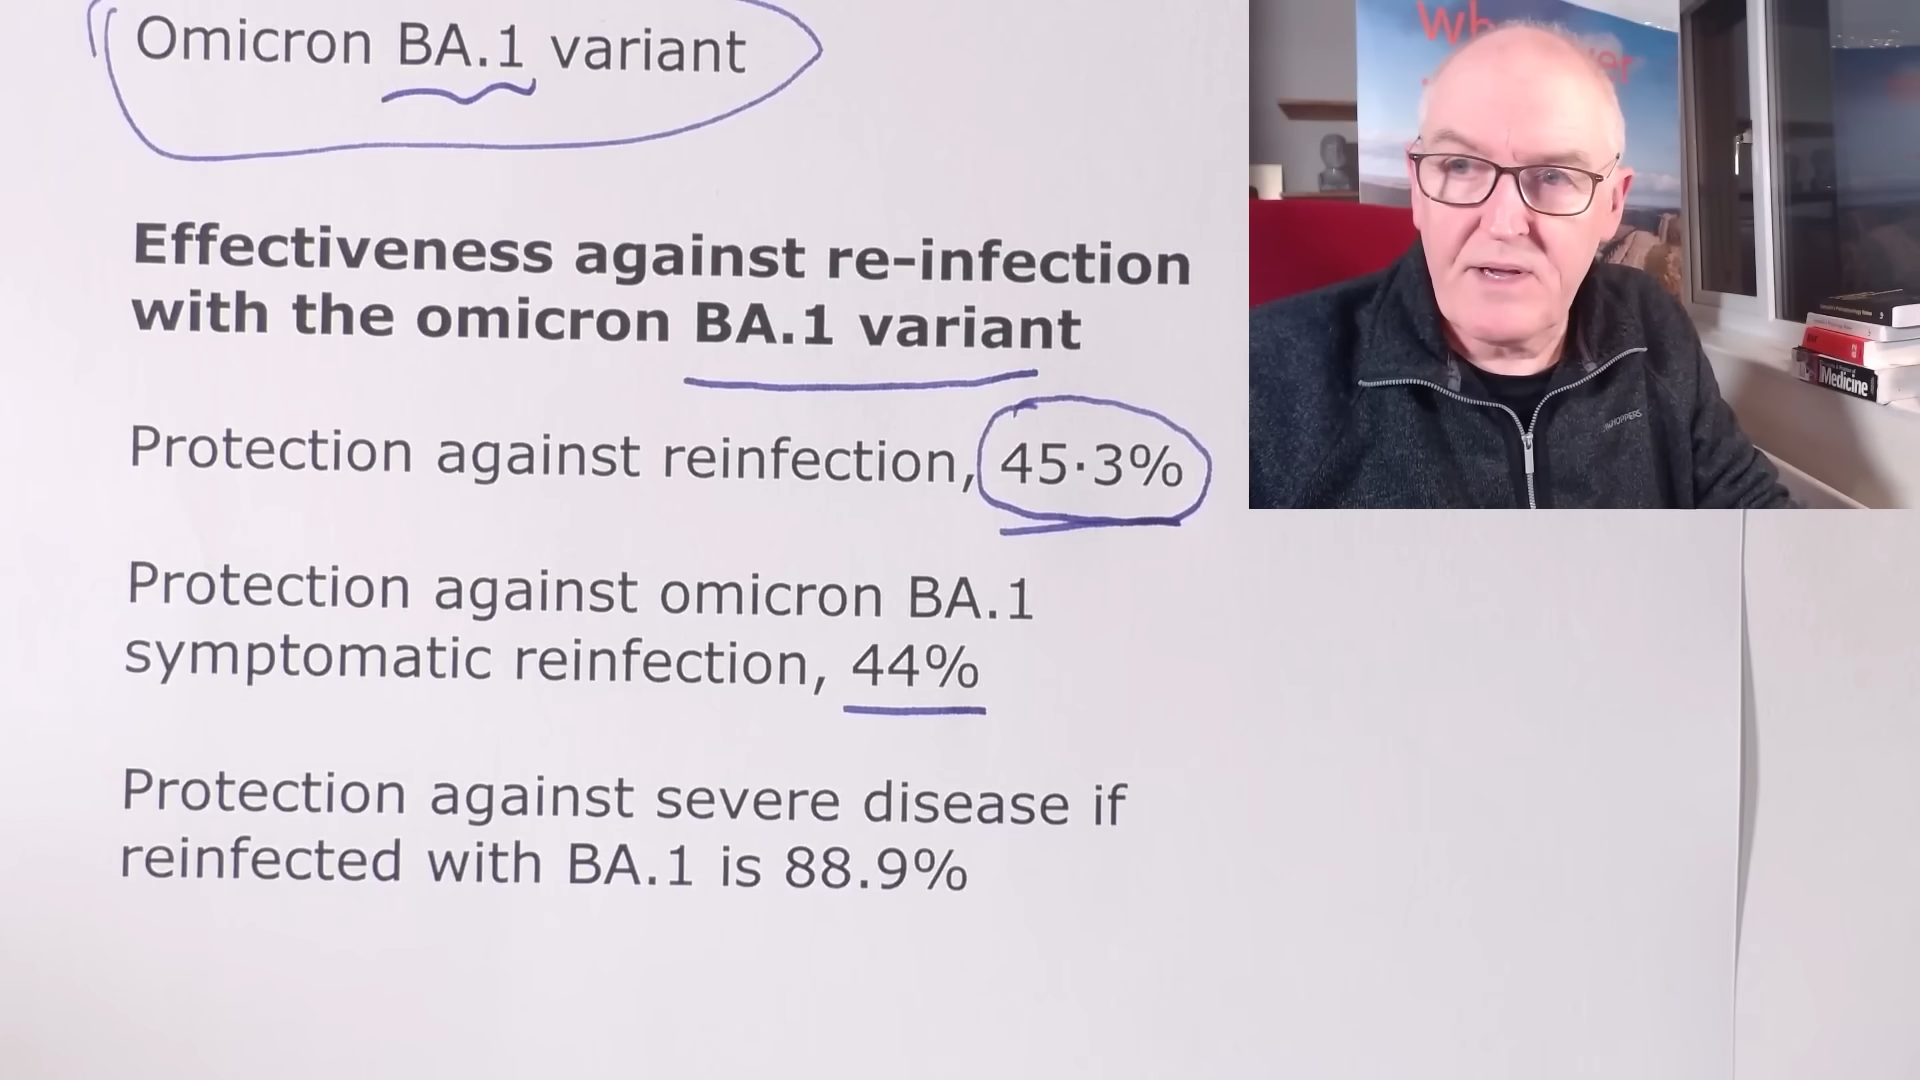 Omicron BA.1 variant
Effectiveness against re-infection
with the omicron BA.1 variant
Protection against reinfection, 45·3%
Protection against omicron BA.1
symptomatic reinfection, 44%
Protection against severe disease if
reinfected with BA.1 is 88.9%
Medicine